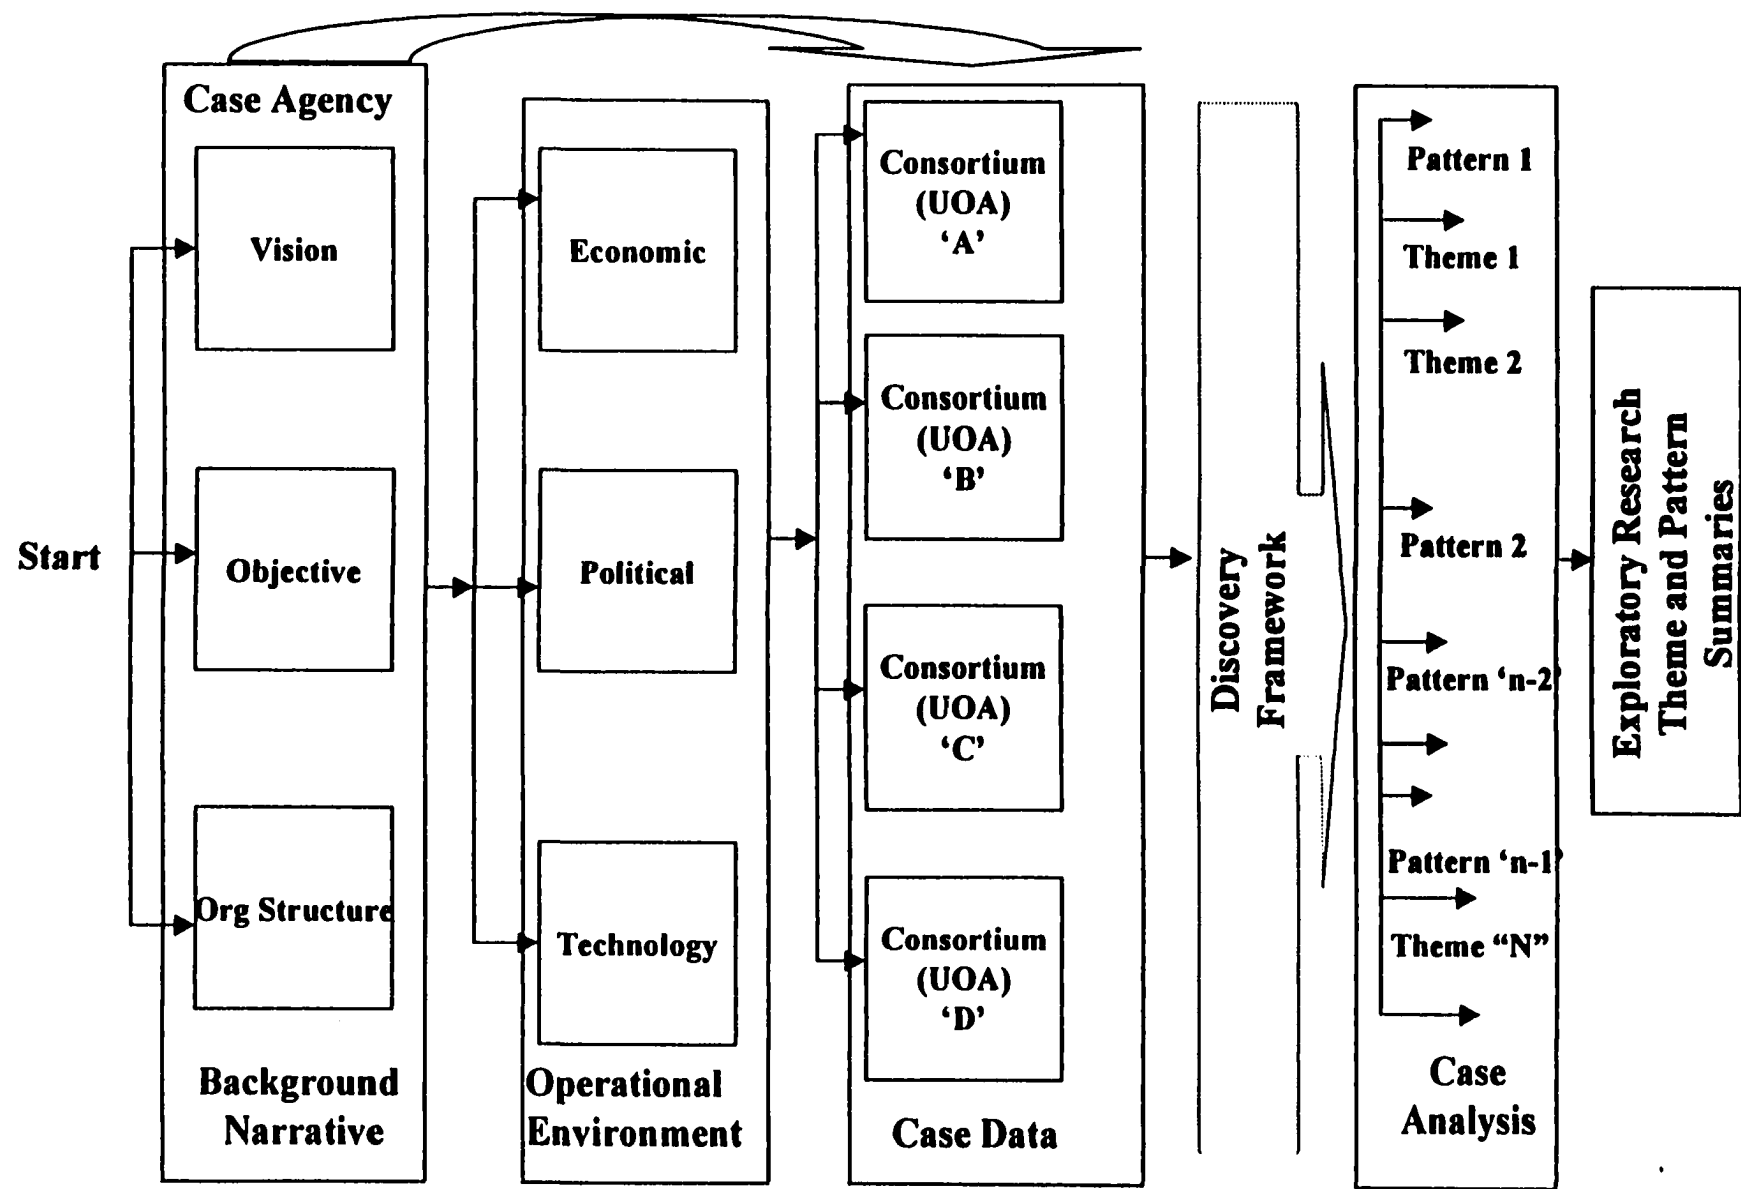 Start
Case Agency
Vision
Objective
Org Structure
Background
Narrative
Economic
Political
Technology
Operational
Environment
Consortium
(UOA)
‘A’
Consortium
(UOA)
‘B’
Consortium
(UOA)
‘C’
Consortium
(UOA)
‘D’
Case Data
Discovery
Framework
Pattern 1
Theme 1
Theme 2
Pattern 2
Pattern ‘n-2’
Pattern ‘n-1’
Theme “N”
Case
Analysis
Exploratory Research
Theme and Pattern
Summaries